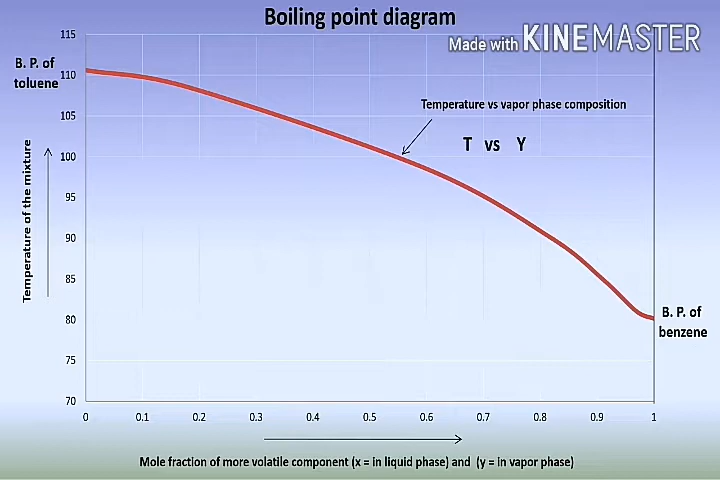 Boiling point diagram
Made with KINEMASTER
115
B. P. of
toluene
110
Temperature vs vapor phase composition
105
T vs Y
100
Temperature of the mixture
95
90
85
B. P. of
benzene
80
75
70
0 0.1 0.2 0.3 0.4 0.5 0.6 0.7 0.8 0.9 1
Mole fraction of more volatile component (x = in liquid phase) and (y = in vapor phase)